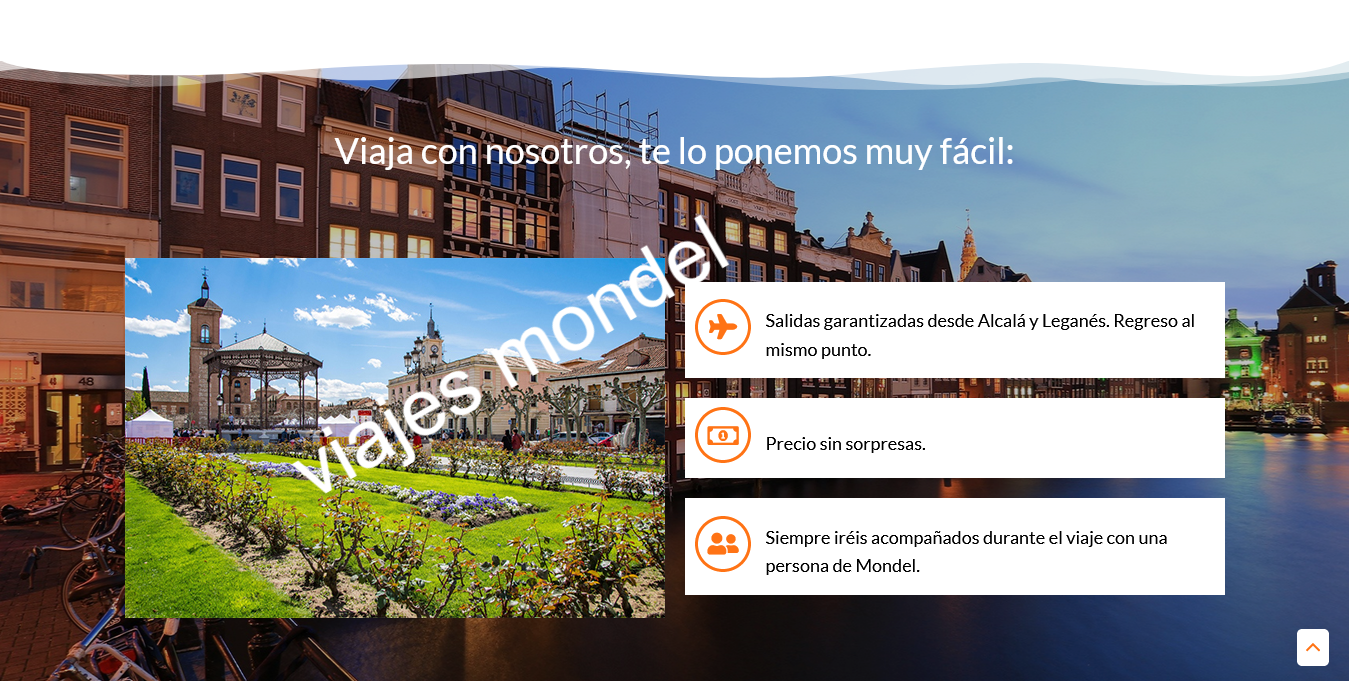 Viaja con nosotros, te lo ponemos muy fácil:
viajes mondel
Salidas garantizadas desde Alcalá y Leganés. Regreso al
mismo punto.
Precio sin sorpresas.
Siempre iréis acompañados durante el viaje con una
persona de Mondel.
48